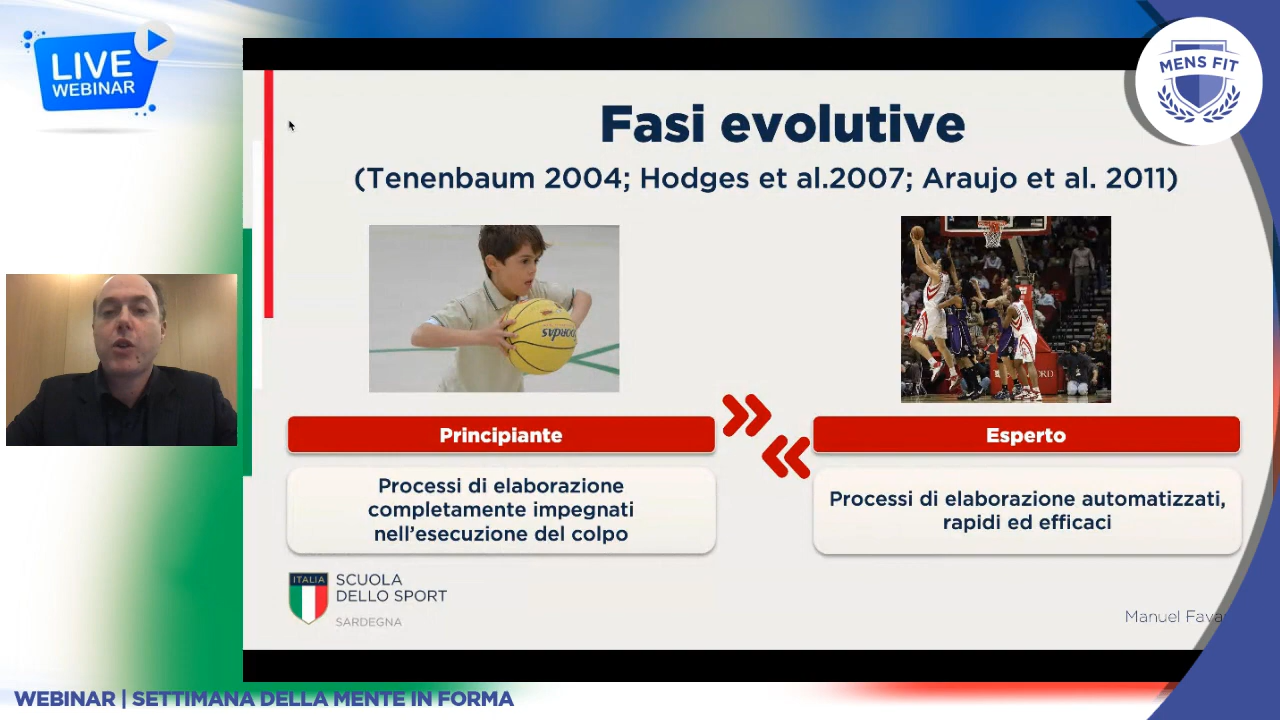 LIVE
WEBINAR
MENS FIT
Fasi evolutive
(Tenenbaum 2004; Hodges et al.2007; Araujo et al. 2011)
Principiante
Esperto
Processi di elaborazione
completamente impegnati
nell'esecuzione del colpo
Processi di elaborazione automatizzati,
rapidi ed efficaci
ITALIA
SCUOLA
DELLO SPORT
SARDEGNA
Manuel
WEBINAR | SETTIMANA DELLA MENTE IN FORMA